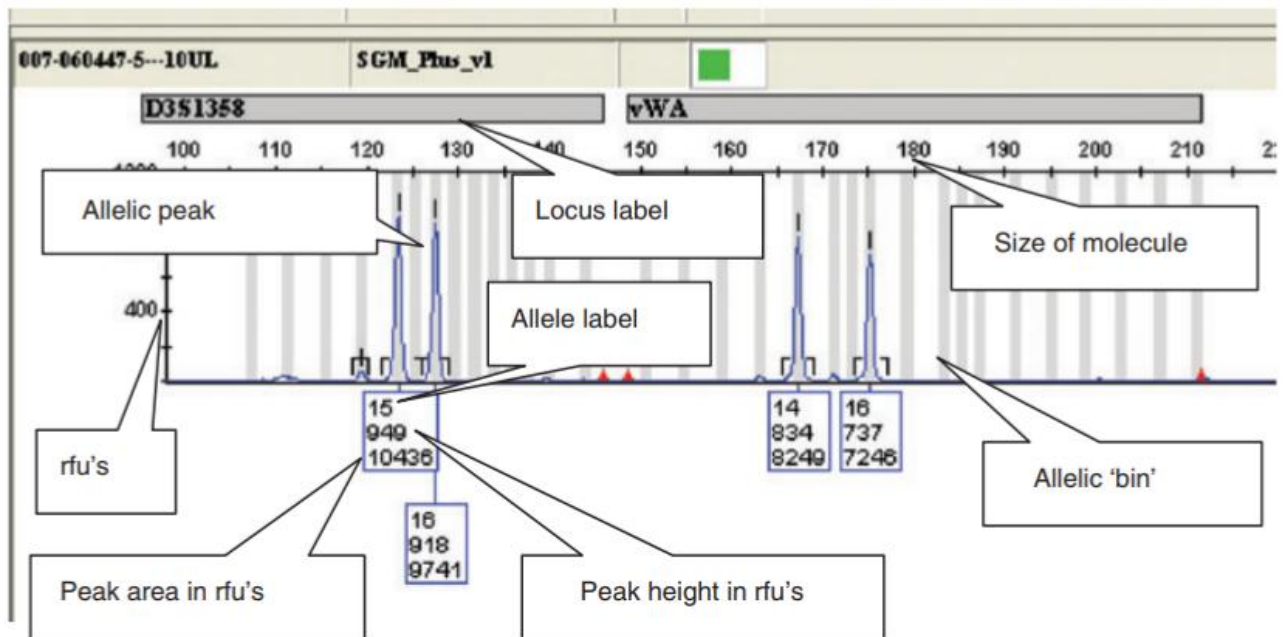 007-060447-5---10UL SGM_Plus_v1
D3S1358 vWA
100 110 120 130 140 150 160 170 180 190 200 210
Allelic peak
Locus label
Size of molecule
400
Allele label
15
949
10436
14
834
8249
16
737
7246
rfu's
Allelic ‘bin’
16
918
9741
Peak area in rfu's
Peak height in rfu's